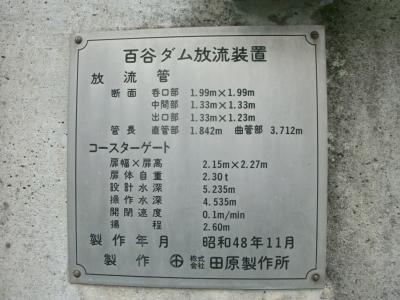 百谷ダム放流装置
放流管
断面 呑口部 1.99m×1.99m
中間部 1.33m×1.33m
出口部 1.33m×1.23m
管長 直管部 1.842m 曲管部 3.712m
コースターゲート
扉幅×扉高 2.15m×2.27m
扉体自重 2.30t
設計水深 5.235m
操作水深 4.535m
開閉速度 0.1m/min
揚程 2.60m
製作年月 昭和48年11月
製作 株式会社 田原製作所